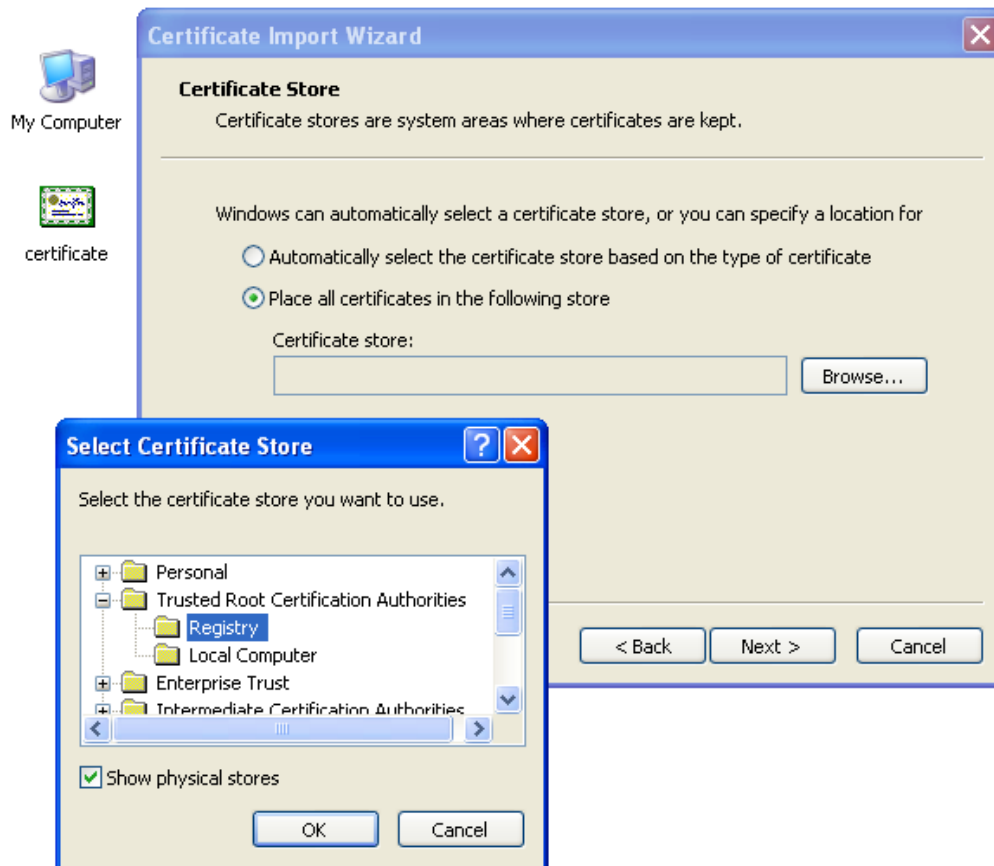 My Computer
certificate
Certificate Import Wizard
Certificate Store
Certificate stores are system areas where certificates are kept.
Windows can automatically select a certificate store, or you can specify a location for
Automatically select the certificate store based on the type of certificate
Place all certificates in the following store
Certificate store:
Browse...
< Back
Next >
Cancel
Select Certificate Store
Select the certificate store you want to use.
Personal
Trusted Root Certification Authorities
Registry
Local Computer
Enterprise Trust
Intermediate Certification Authorities
Show physical stores
OK
Cancel